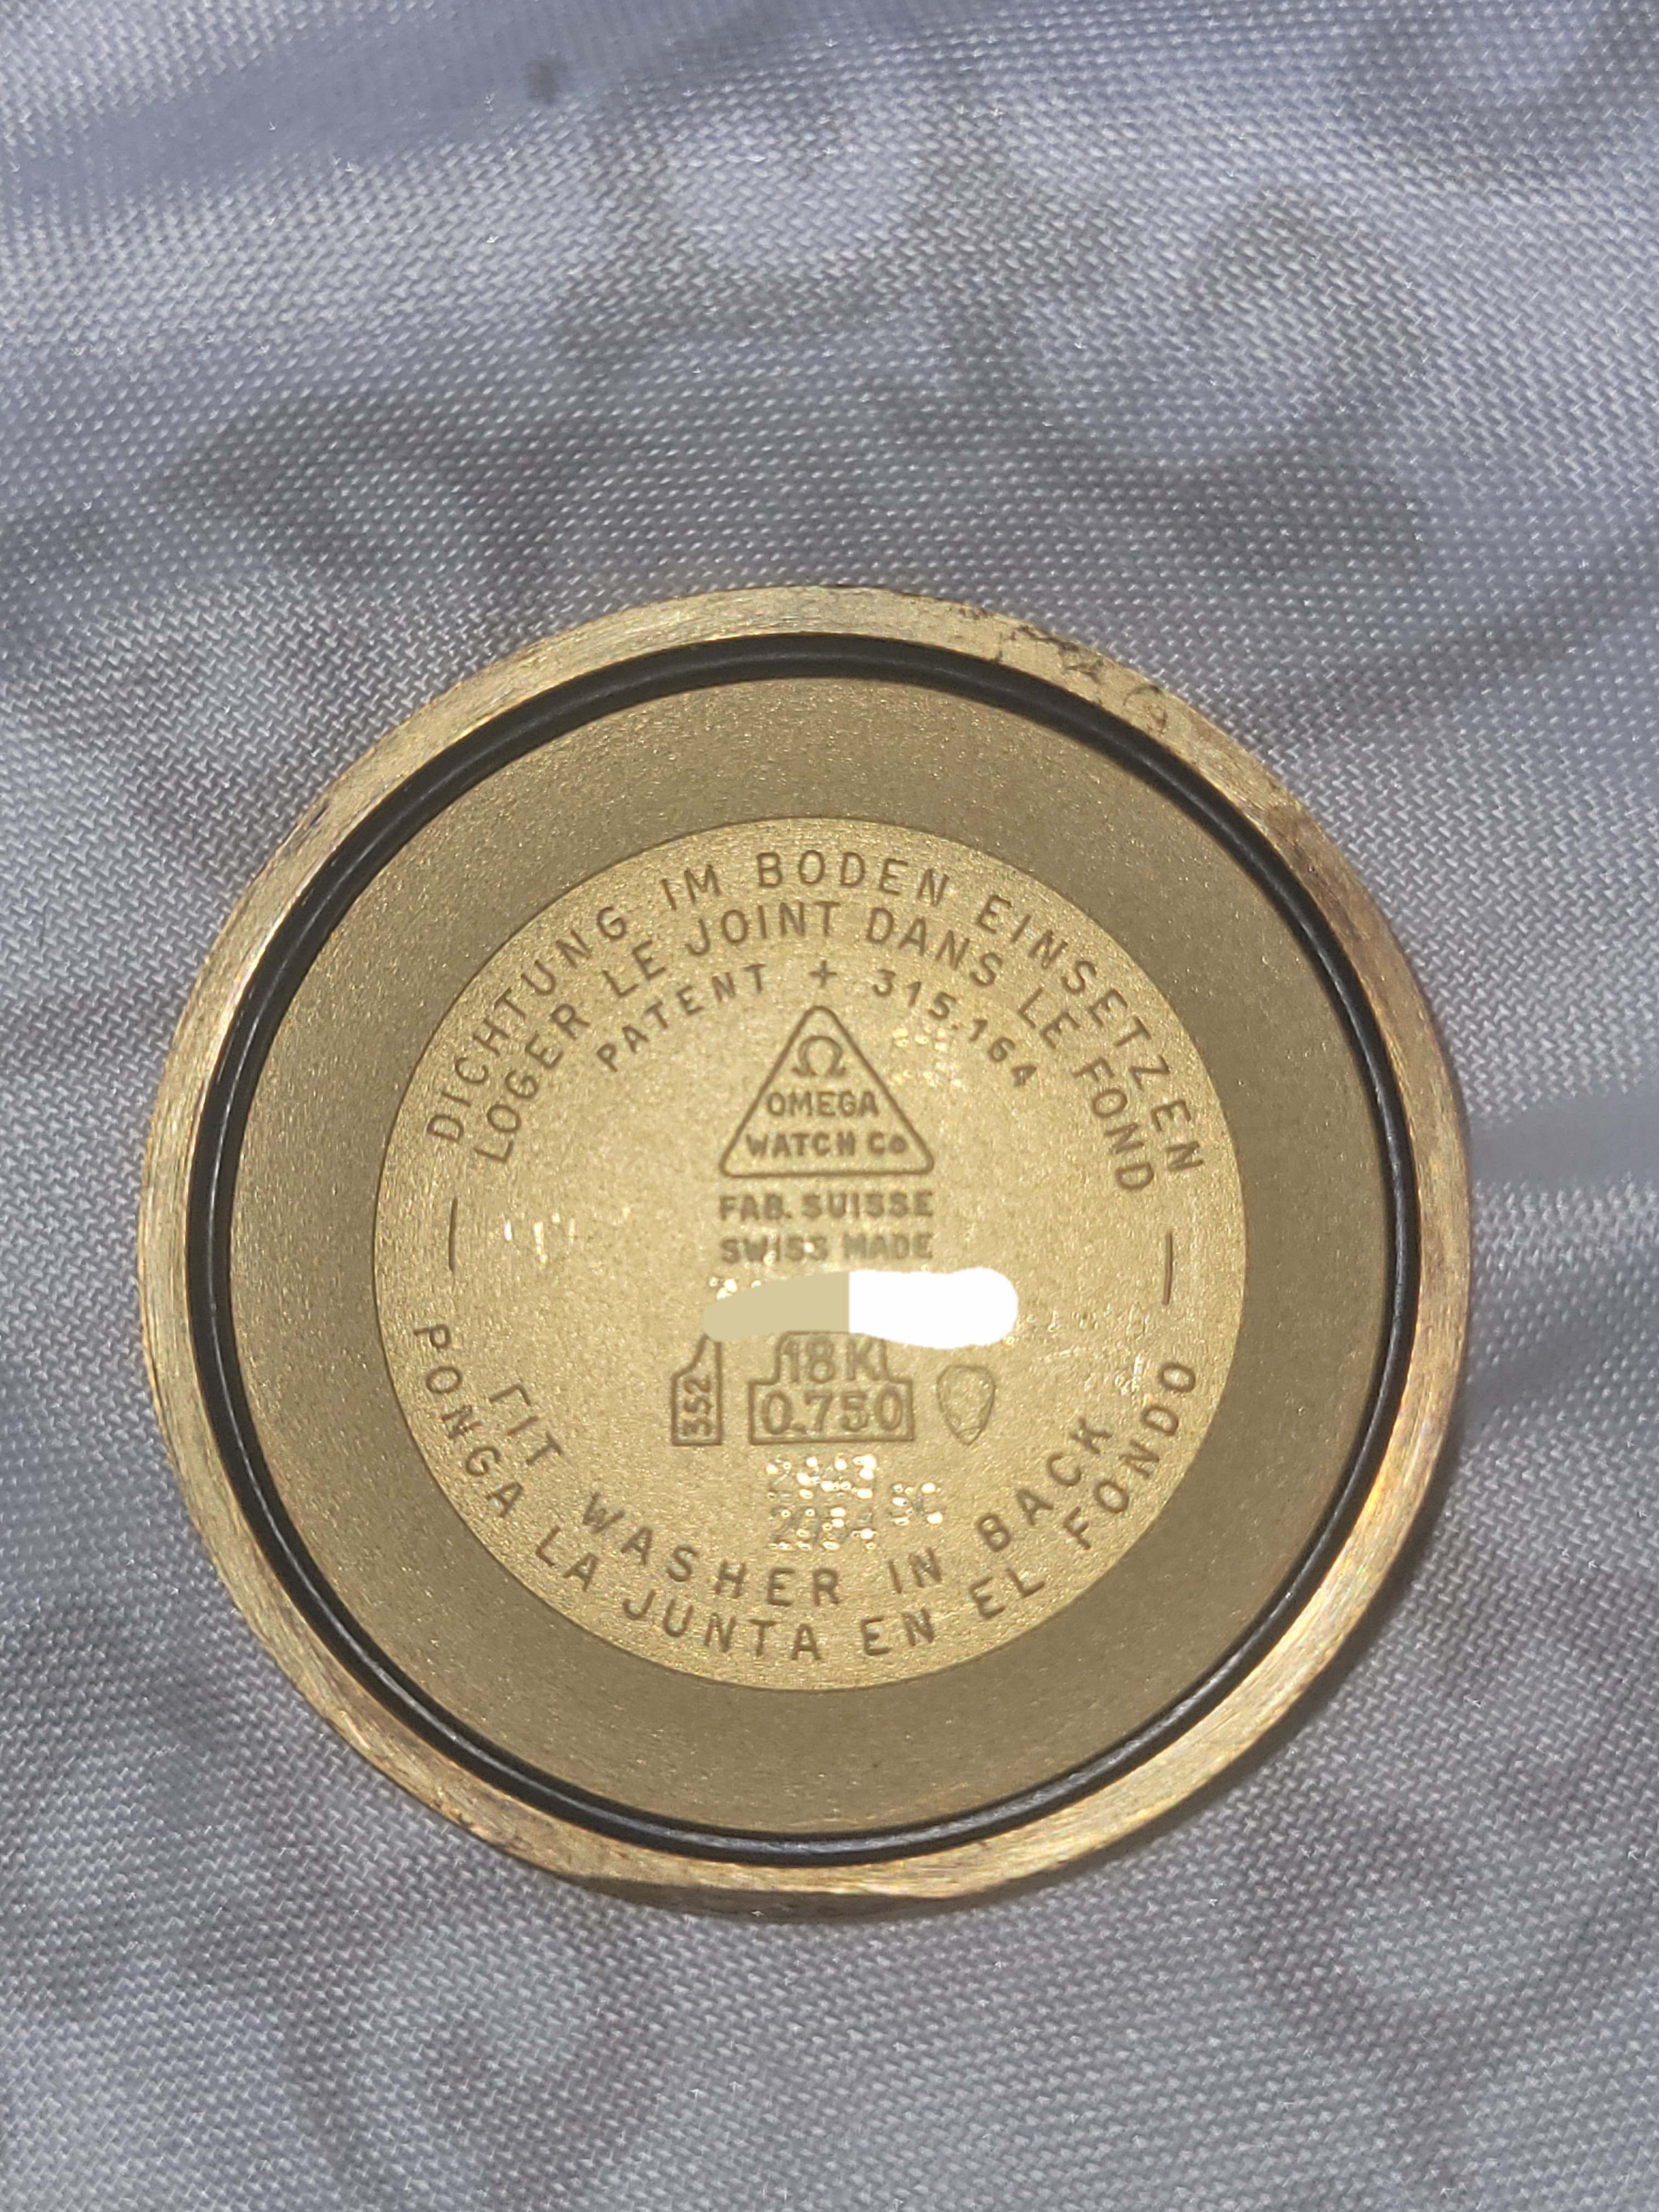 DICHTUNG IM BODEN EINSETZEN
LOGER LE JOINT DANS LE FOND
PATENT + 315.164
Ω
OMEGA
WATCH Co
FAB. SUISSE
SWISS MADE
18K
0.750
352
FIT WASHER IN BACK
PONGA LA JUNTA EN EL FONDO